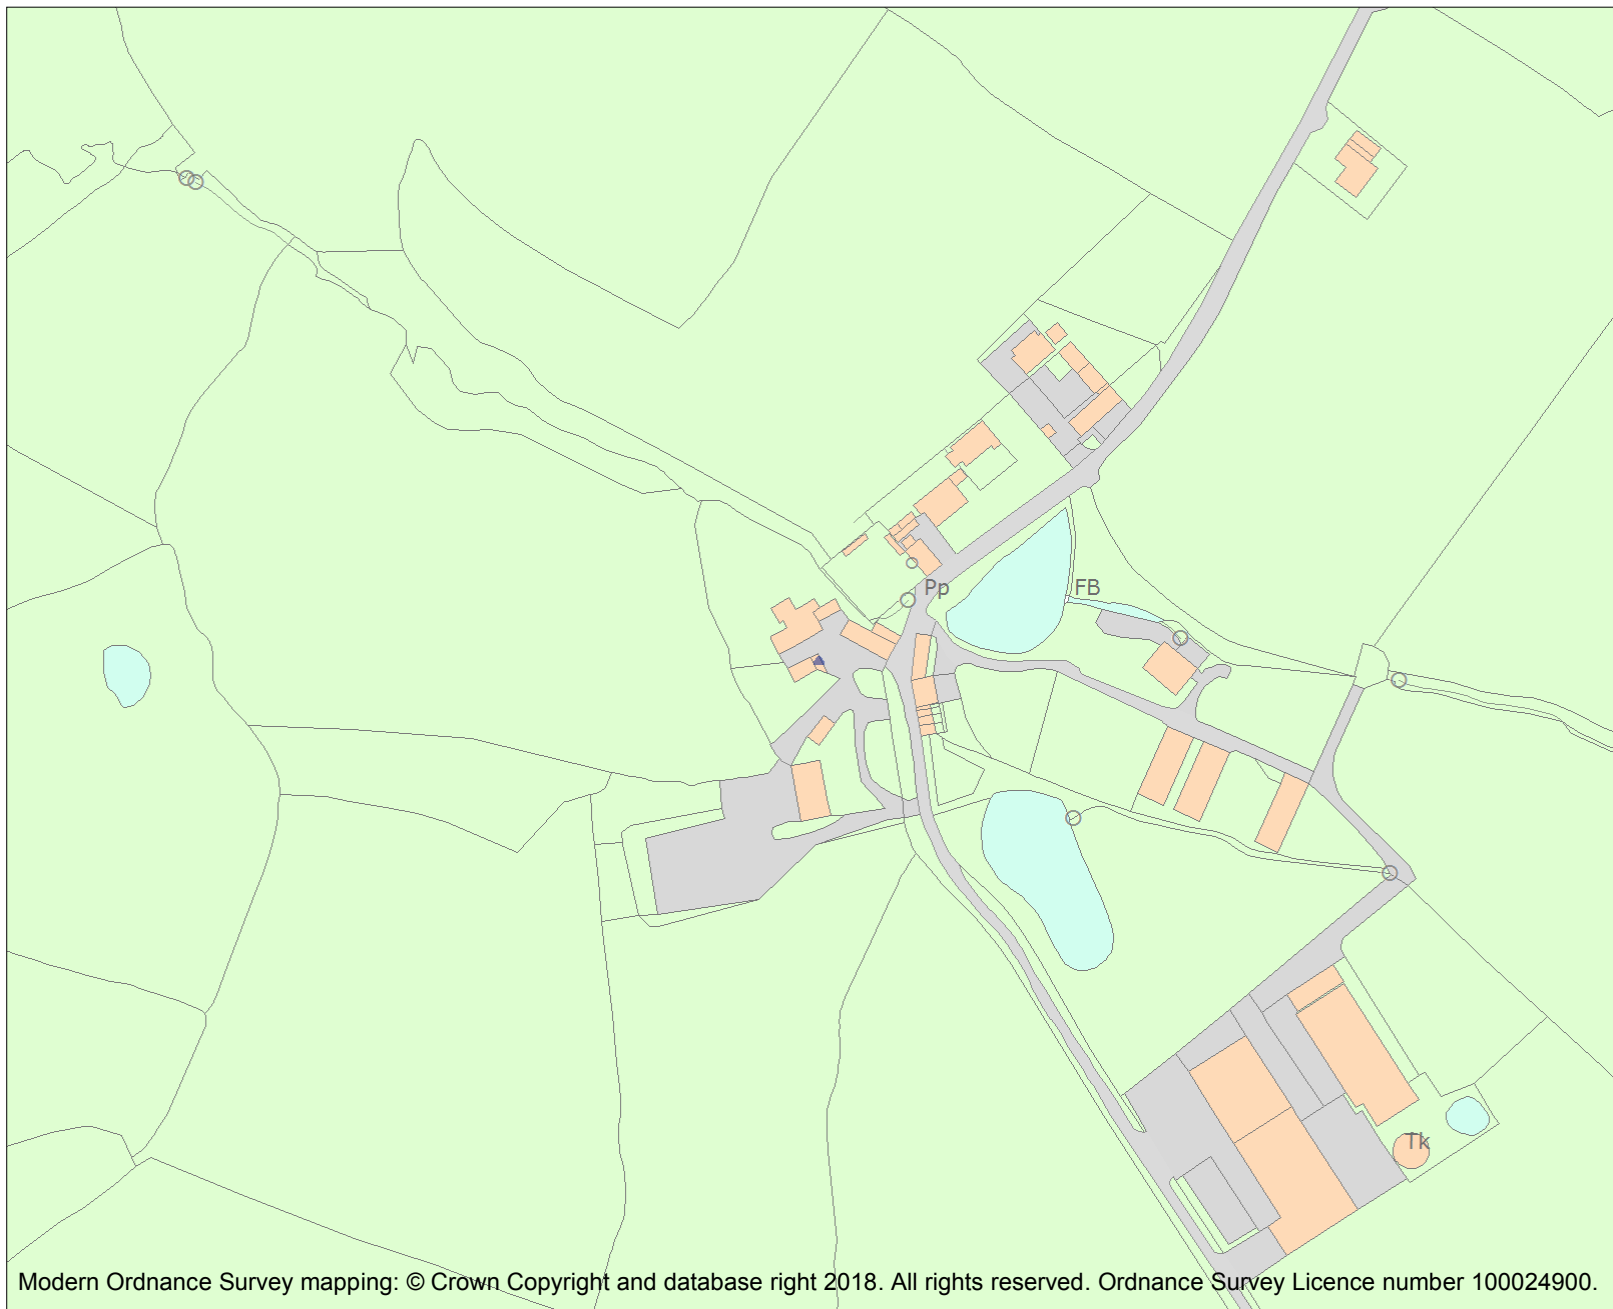 Pp
FB
Tk
Modern Ordnance Survey mapping: © Crown Copyright and database right 2018. All rights reserved. Ordnance Survey Licence number 100024900.